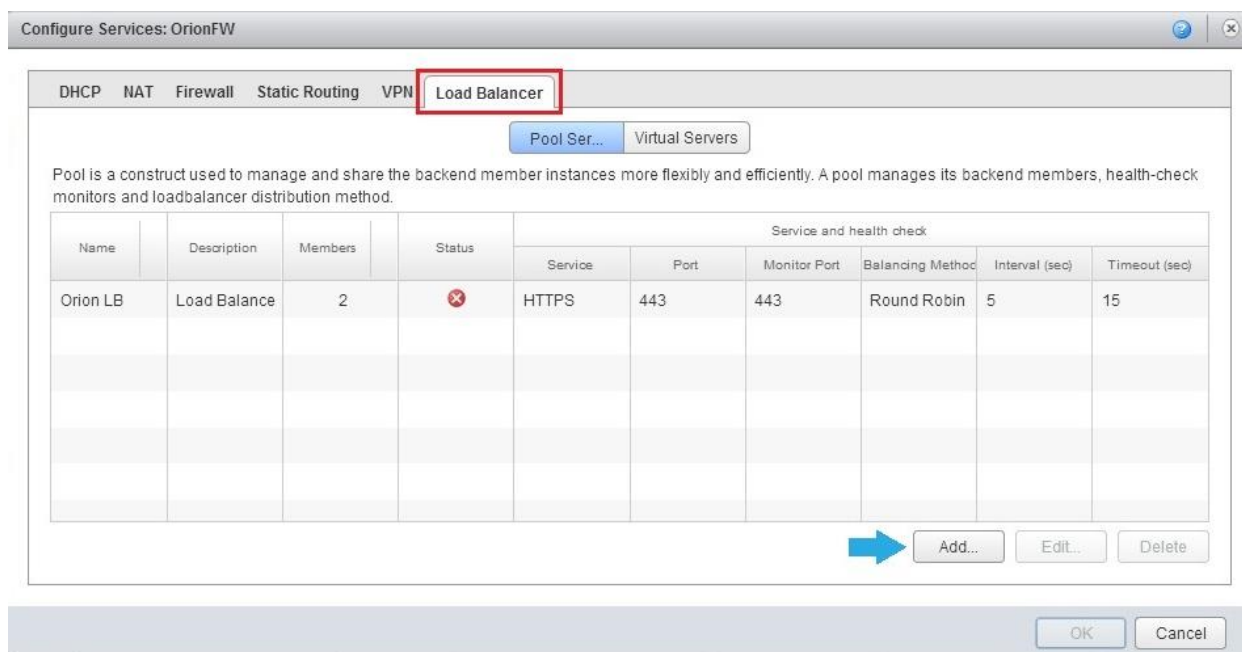 Configure Services: OrionFW
DHCP NAT Firewall Static Routing VPN Load Balancer
Pool Ser... Virtual Servers
Pool is a construct used to manage and share the backend member instances more flexibly and efficiently. A pool manages its backend members, health-check
monitors and loadbalancer distribution method.
Service and health check
Name Description Members Status
Service Port Monitor Port Balancing Method Interval (sec) Timeout (sec)
Orion LB Load Balance 2 HTTPS 443 443 Round Robin 5 15
Add... Edit... Delete
OK Cancel